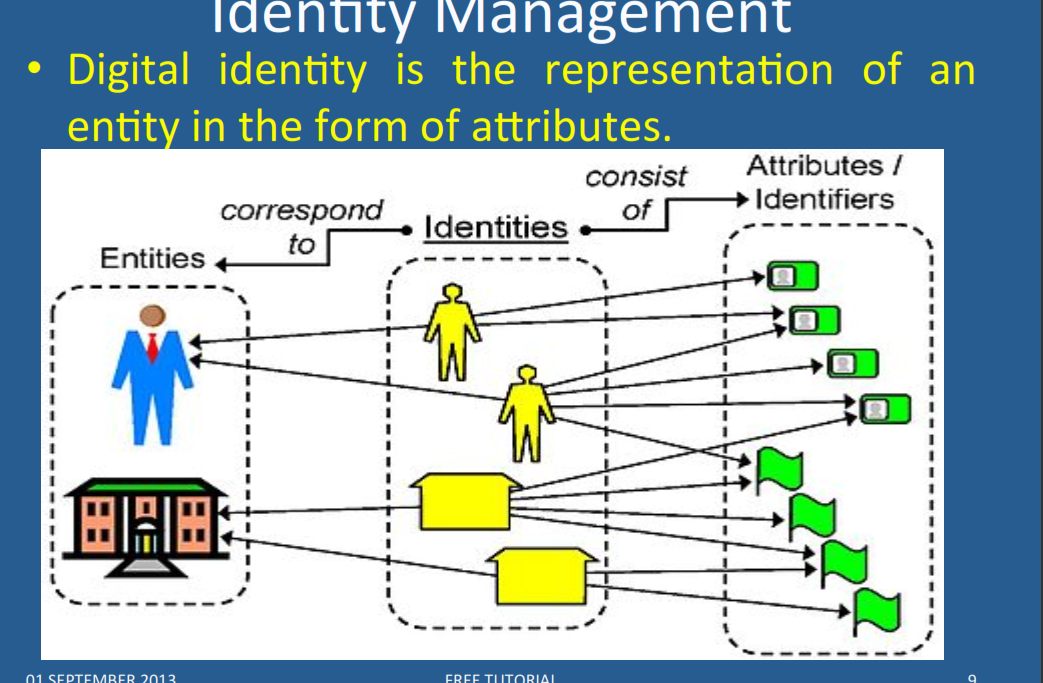 Identity Management
• Digital identity is the representation of an
entity in the form of attributes.
Attributes /
Identifiers
consist
of
correspond
to
Identities
Entities
01 SEPTEMBER 2013
FREE TUTORIAL
9